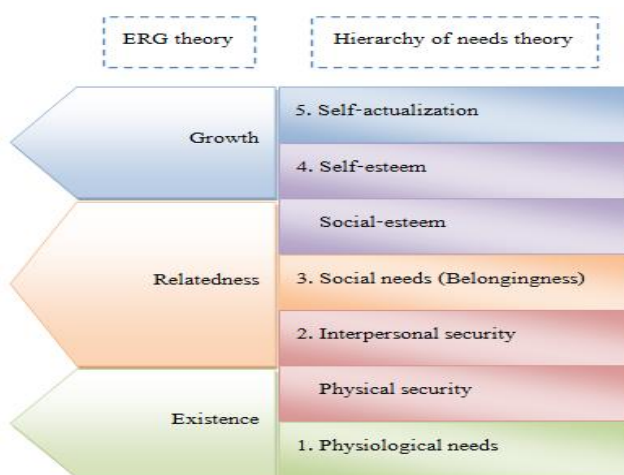 ERG theory
Hierarchy of needs theory
Growth
5. Self-actualization
4. Self-esteem
Social-esteem
Relatedness
3. Social needs (Belongingness)
2. Interpersonal security
Physical security
Existence
1. Physiological needs